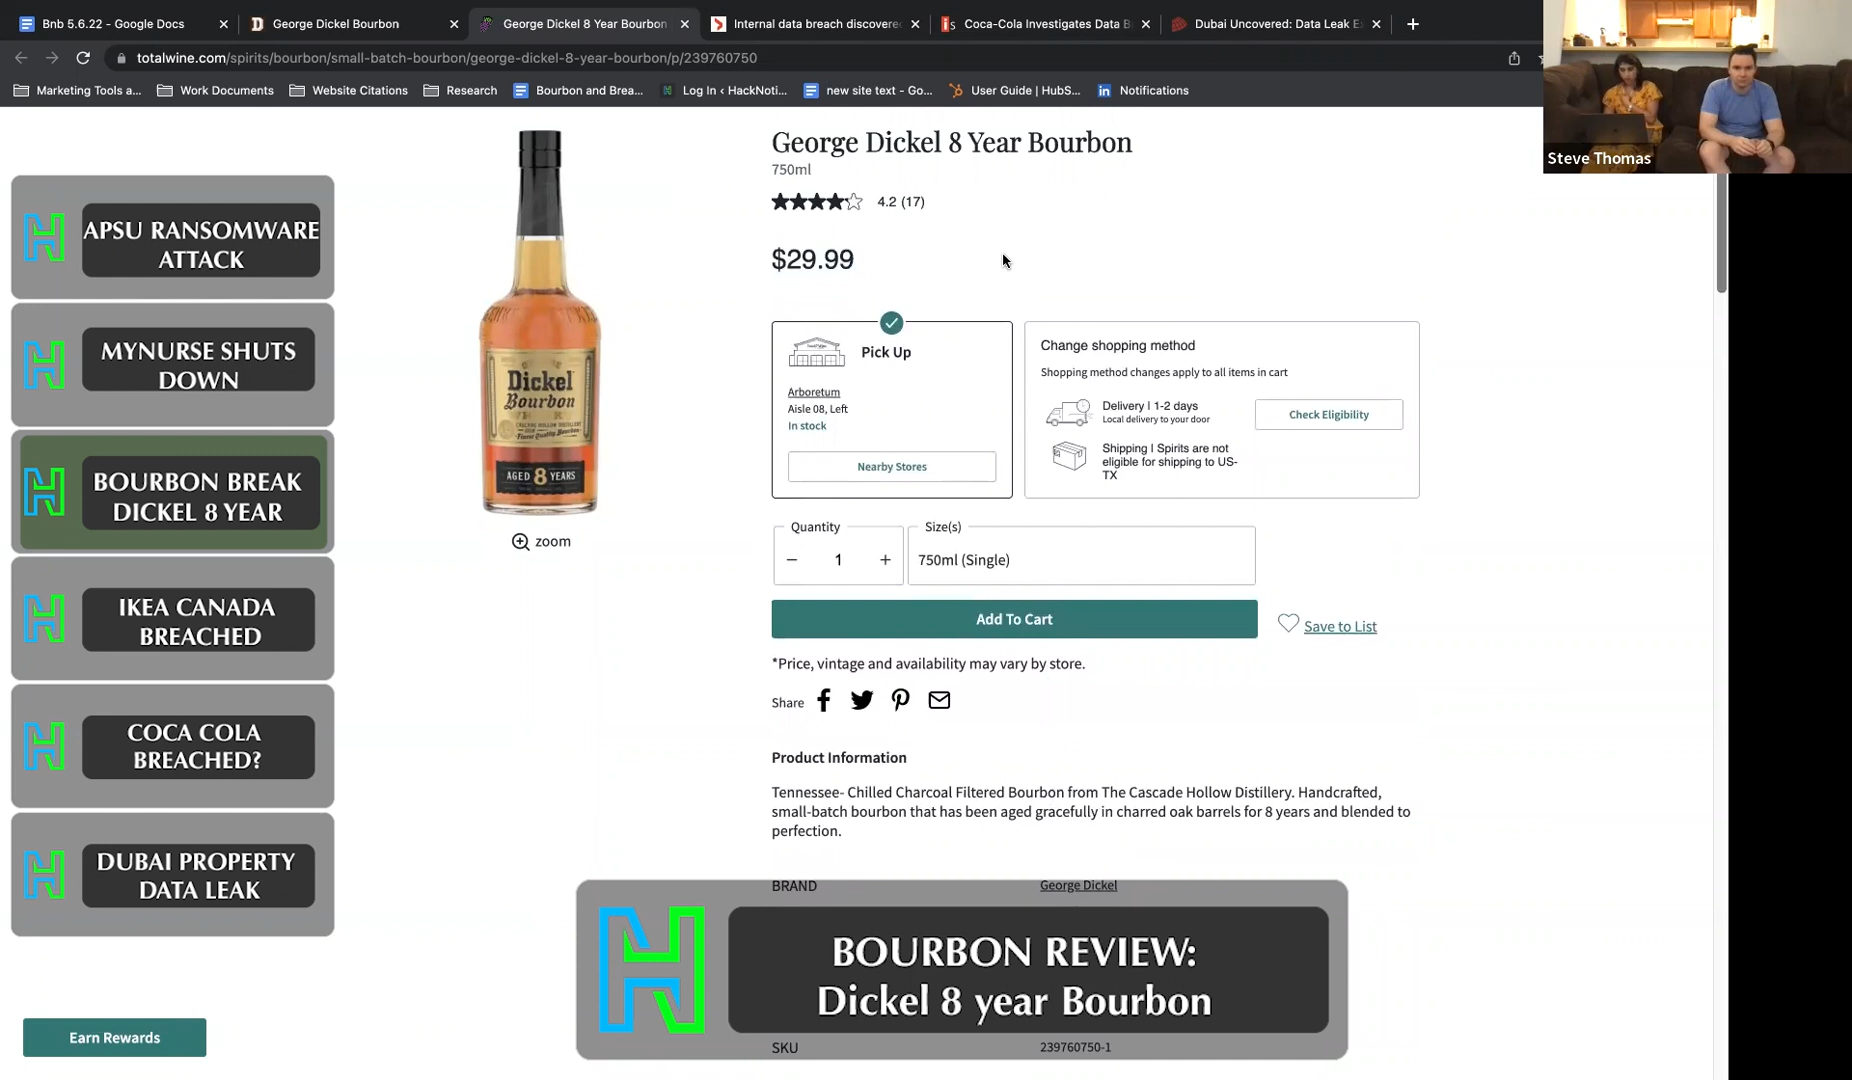 Bnb 5.6.22 - Google Docs
George Dickel Bourbon
George Dickel 8 Year Bourbon
Internal data breach discovere
Coca-Cola Investigates Data B
Dubai Uncovered: Data Leak E
totalwine.com/spirits/bourbon/small-batch-bourbon/george-dickel-8-year-bourbon/p/239760750
Marketing Tools a...
Work Documents
Website Citations
Research
Bourbon and Brea...
Log In ‹ HackNoti...
new site text - Go...
User Guide | HubS...
Notifications
Steve Thomas
APSU RANSOMWARE
ATTACK
MYNURSE SHUTS
DOWN
BOURBON BREAK
DICKEL 8 YEAR
IKEA CANADA
BREACHED
COCA COLA
BREACHED?
DUBAI PROPERTY
DATA LEAK
Earn Rewards
Dickel
Bourbon
AGED 8 YEARS
zoom
George Dickel 8 Year Bourbon
750ml
4.2 (17)
$29.99
Pick Up
Arboretum
Aisle 08, Left
In stock
Nearby Stores
Change shopping method
Shopping method changes apply to all items in cart
Delivery | 1-2 days
Local delivery to your door
Check Eligibility
Shipping | Spirits are not
eligible for shipping to US-
TX
Quantity
1
Size(s)
750ml (Single)
Add To Cart
Save to List
*Price, vintage and availability may vary by store.
Share
Product Information
Tennessee- Chilled Charcoal Filtered Bourbon from The Cascade Hollow Distillery. Handcrafted,
small-batch bourbon that has been aged gracefully in charred oak barrels for 8 years and blended to
perfection.
BRAND
George Dickel
BOURBON REVIEW:
Dickel 8 year Bourbon
SKU
239760750-1